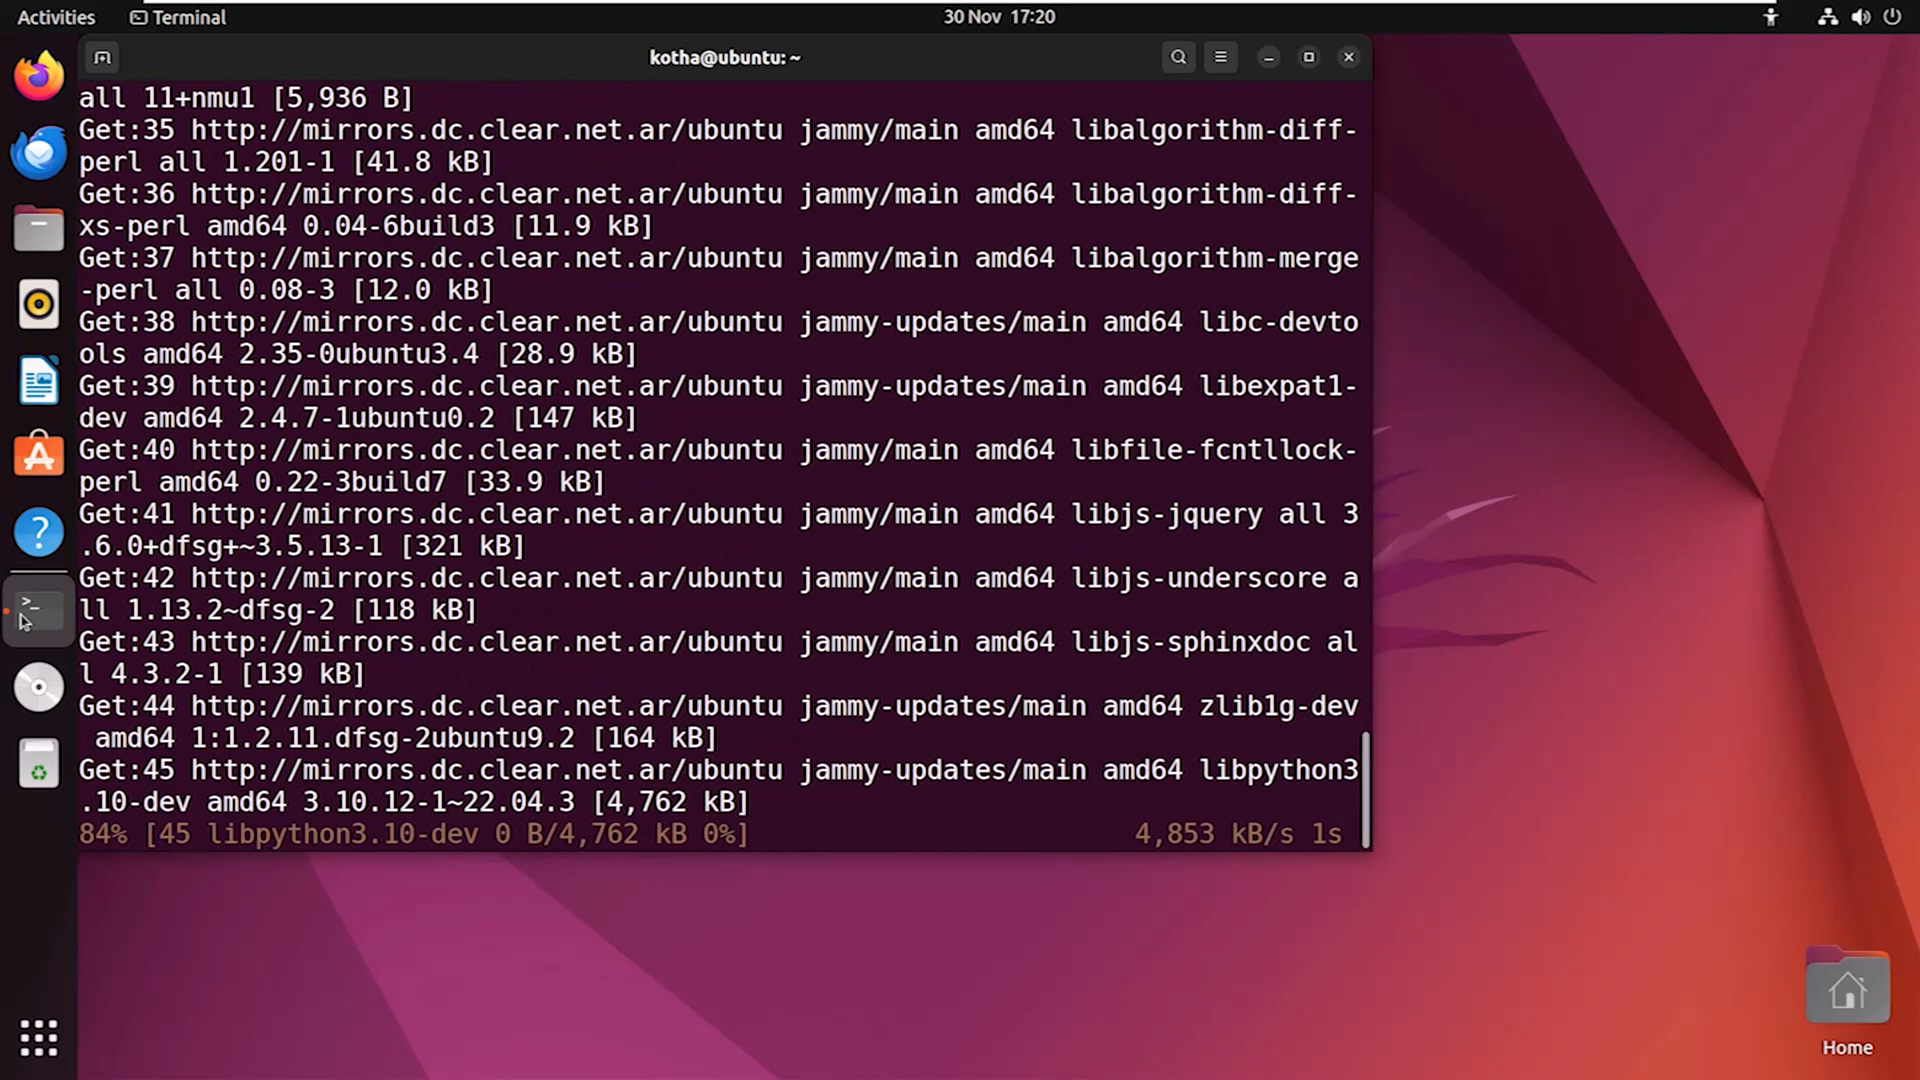 Activities
Terminal
30 Nov 17:20
kotha@ubuntu: ~
all 11+nmu1 [5,936 B]
Get:35 http://mirrors.dc.clear.net.ar/ubuntu jammy/main amd64 libalgorithm-diff-
perl all 1.201-1 [41.8 kB]
Get:36 http://mirrors.dc.clear.net.ar/ubuntu jammy/main amd64 libalgorithm-diff-
xs-perl amd64 0.04-6build3 [11.9 kB]
Get:37 http://mirrors.dc.clear.net.ar/ubuntu jammy/main amd64 libalgorithm-merge
-perl all 0.08-3 [12.0 kB]
Get:38 http://mirrors.dc.clear.net.ar/ubuntu jammy-updates/main amd64 libc-devto
ols amd64 2.35-0ubuntu3.4 [28.9 kB]
Get:39 http://mirrors.dc.clear.net.ar/ubuntu jammy-updates/main amd64 libexpat1-
dev amd64 2.4.7-1ubuntu0.2 [147 kB]
Get:40 http://mirrors.dc.clear.net.ar/ubuntu jammy/main amd64 libfile-fcntllock-
perl amd64 0.22-3build7 [33.9 kB]
Get:41 http://mirrors.dc.clear.net.ar/ubuntu jammy/main amd64 libjs-jquery all 3
.6.0+dfsg+~3.5.13-1 [321 kB]
Get:42 http://mirrors.dc.clear.net.ar/ubuntu jammy/main amd64 libjs-underscore a
ll 1.13.2~dfsg-2 [118 kB]
Get:43 http://mirrors.dc.clear.net.ar/ubuntu jammy/main amd64 libjs-sphinxdoc al
l 4.3.2-1 [139 kB]
Get:44 http://mirrors.dc.clear.net.ar/ubuntu jammy-updates/main amd64 zlib1g-dev
 amd64 1:1.2.11.dfsg-2ubuntu9.2 [164 kB]
Get:45 http://mirrors.dc.clear.net.ar/ubuntu jammy-updates/main amd64 libpython3
.10-dev amd64 3.10.12-1~22.04.3 [4,762 kB]
84% [45 libpython3.10-dev 0 B/4,762 kB 0%] 4,853 kB/s 1s
Home